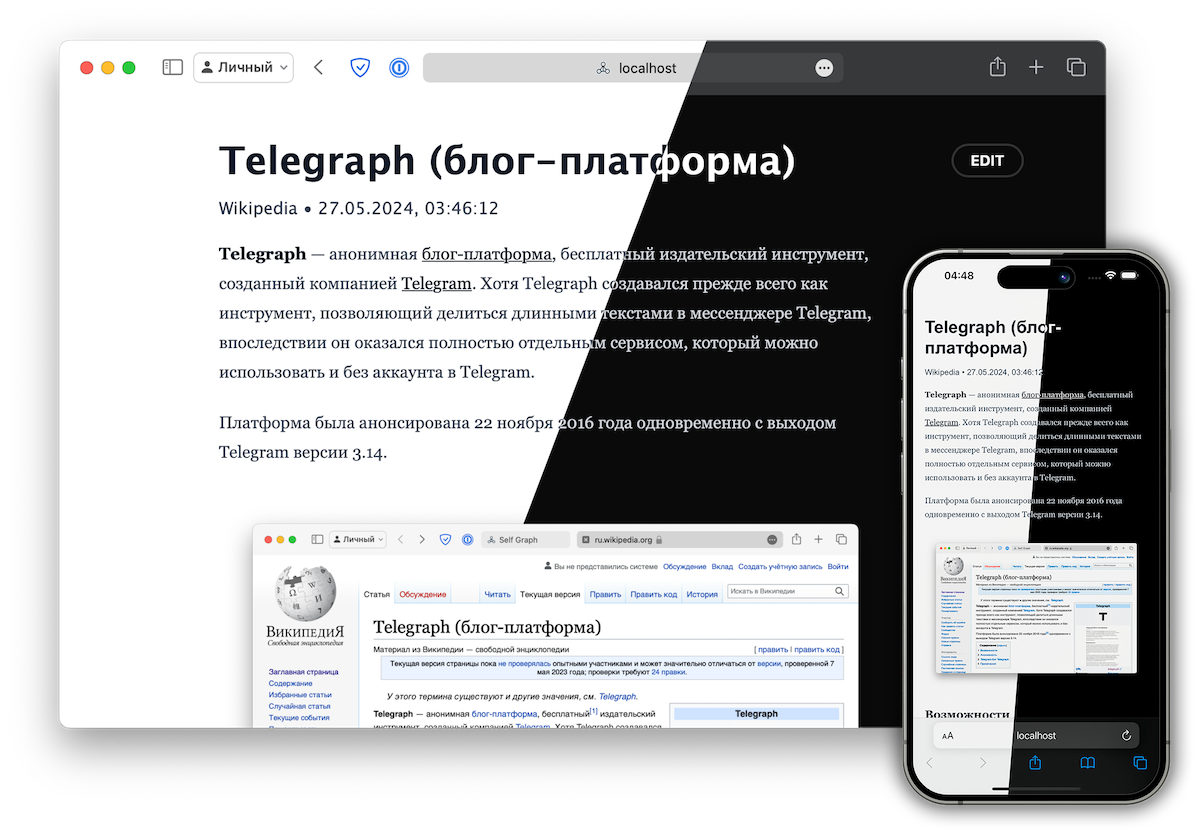 Личный
localhost
Telegraph (блог-платформа)
EDIT
Wikipedia • 27.05.2024, 03:46:12
Telegraph — анонимная блог-платформа, бесплатный издательский инструмент,
созданный компанией Telegram. Хотя Telegraph создавался прежде всего как
инструмент, позволяющий делиться длинными текстами в мессенджере Telegram,
впоследствии он оказался полностью отдельным сервисом, который можно
использовать и без аккаунта в Telegram.
Платформа была анонсирована 22 ноября 2016 года одновременно с выходом
Telegram версии 3.14.
Личный
Self Graph
ru.wikipedia.org
Вы не представились системе Обсуждение Вклад Создать учётную запись Войти
Статья Обсуждение Читать Текущая версия Править Править код История Искать в Википедии
ВИКИПЕДИЯ
Свободная энциклопедия
Заглавная страница
Содержание
Избранные статьи
Случайная статья
Текущие события
Telegraph (блог-платформа)
Материал из Википедии — свободной энциклопедии [ править | править код ]
Текущая версия страницы пока не проверялась опытными участниками и может значительно отличаться от версии, проверенной 7
мая 2023 года; проверки требуют 24 правки.
У этого термина существуют и другие значения, см. Telegraph.
Telegraph — анонимная блог-платформа, бесплатный[1] издательский
инструмент, созданный компанией Telegram. Хотя Telegraph создавался
Telegraph
04:48
Telegraph (блог-
платформа)
Wikipedia • 27.05.2024, 03:46:12
Telegraph — анонимная блог-платформа, бесплатный
издательский инструмент, созданный компанией
Telegram. Хотя Telegraph создавался прежде всего как
инструмент, позволяющий делиться длинными текстами
в мессенджере Telegram, впоследствии он оказался
полностью отдельным сервисом, который можно
использовать и без аккаунта в Telegram.
Платформа была анонсирована 22 ноября 2016 года
одновременно с выходом Telegram версии 3.14.
ВИКИПЕДИЯ
Telegraph (блог-платформа)
Telegraph
T
Возможности
AA
localhost